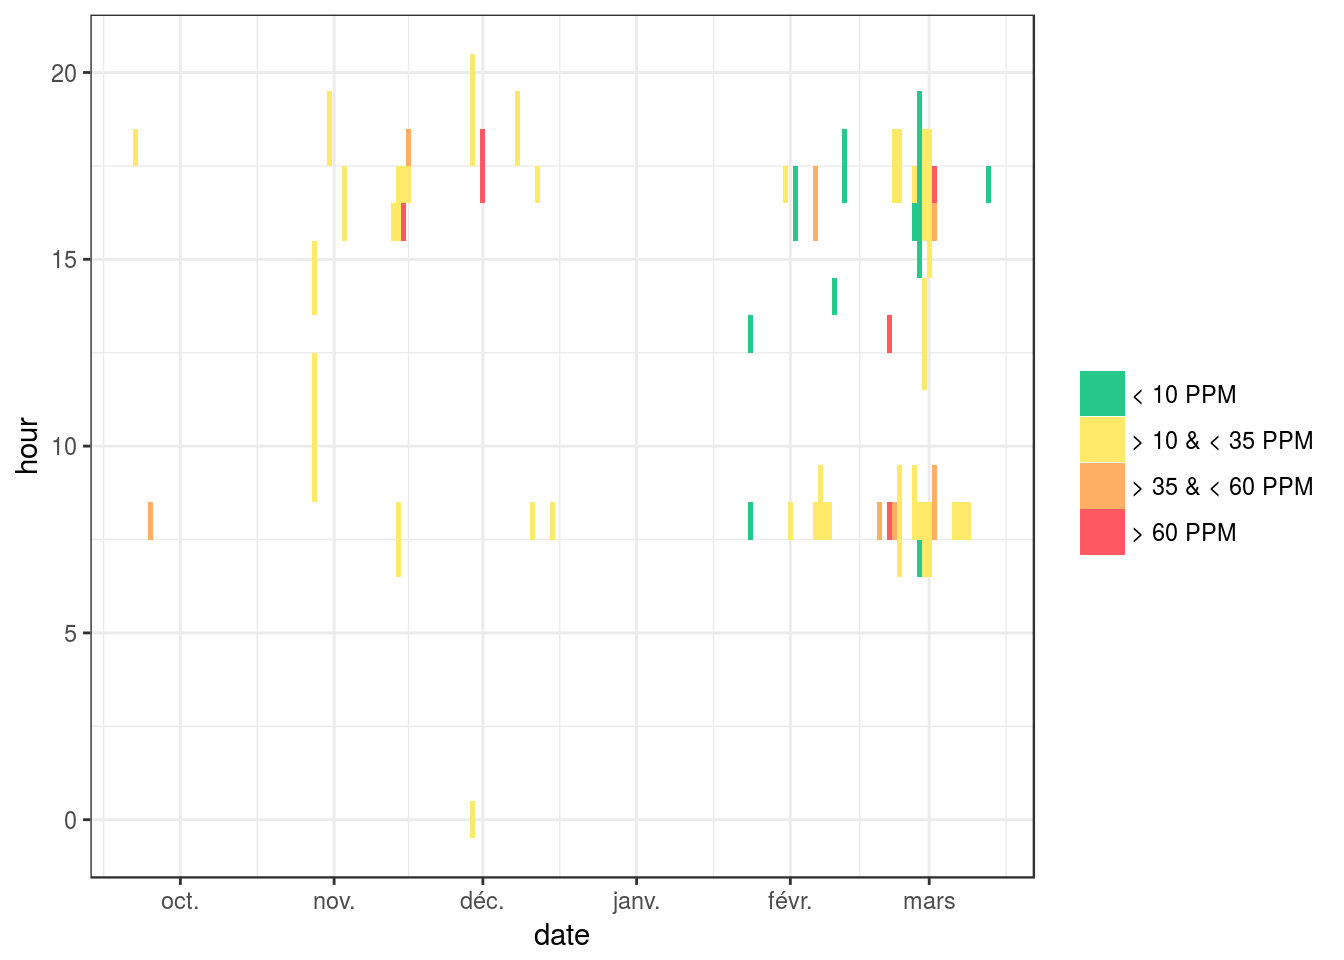 20
15
10
5
0
hour
oct. nov. déc. janv. févr. mars
date
< 10 PPM
> 10 & < 35 PPM
> 35 & < 60 PPM
> 60 PPM